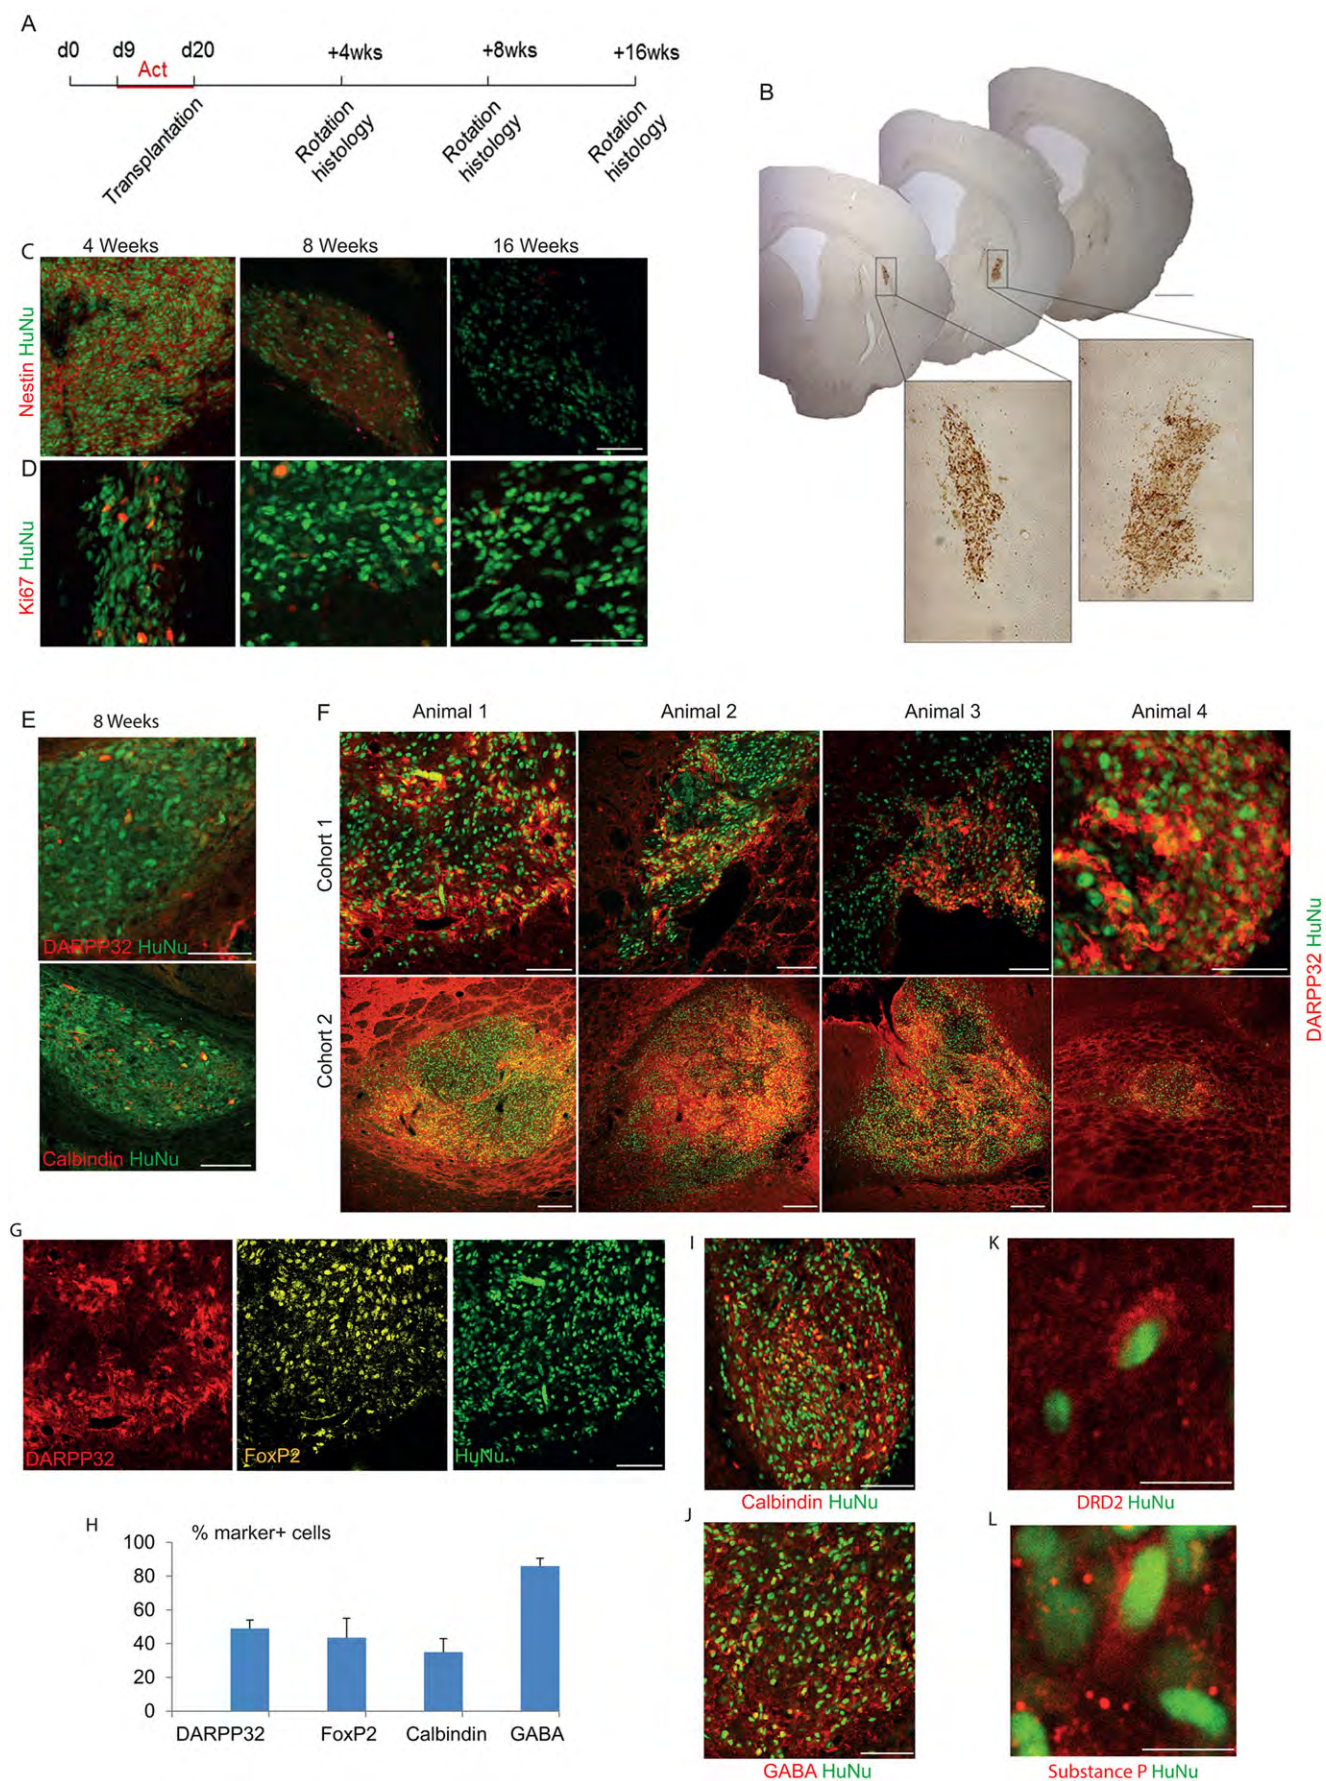 A
d0
d9
d20
+4wks
+8wks
+16wks
Act
Transplantation
Rotation
histology
Rotation
histology
Rotation
histology
B
C
4 Weeks
8 Weeks
16 Weeks
Nestin HuNu
D
Ki67 HuNu
E
8 Weeks
DARPP32 HuNu
Calbindin HuNu
F
Animal 1
Animal 2
Animal 3
Animal 4
Cohort 1
Cohort 2
DARPP32 HuNu
G
DARPP32
FoxP2
HuNu
H
% marker+ cells
100
80
60
40
20
0
DARPP32
FoxP2
Calbindin
GABA
I
Calbindin HuNu
J
GABA HuNu
K
DRD2 HuNu
L
Substance P HuNu